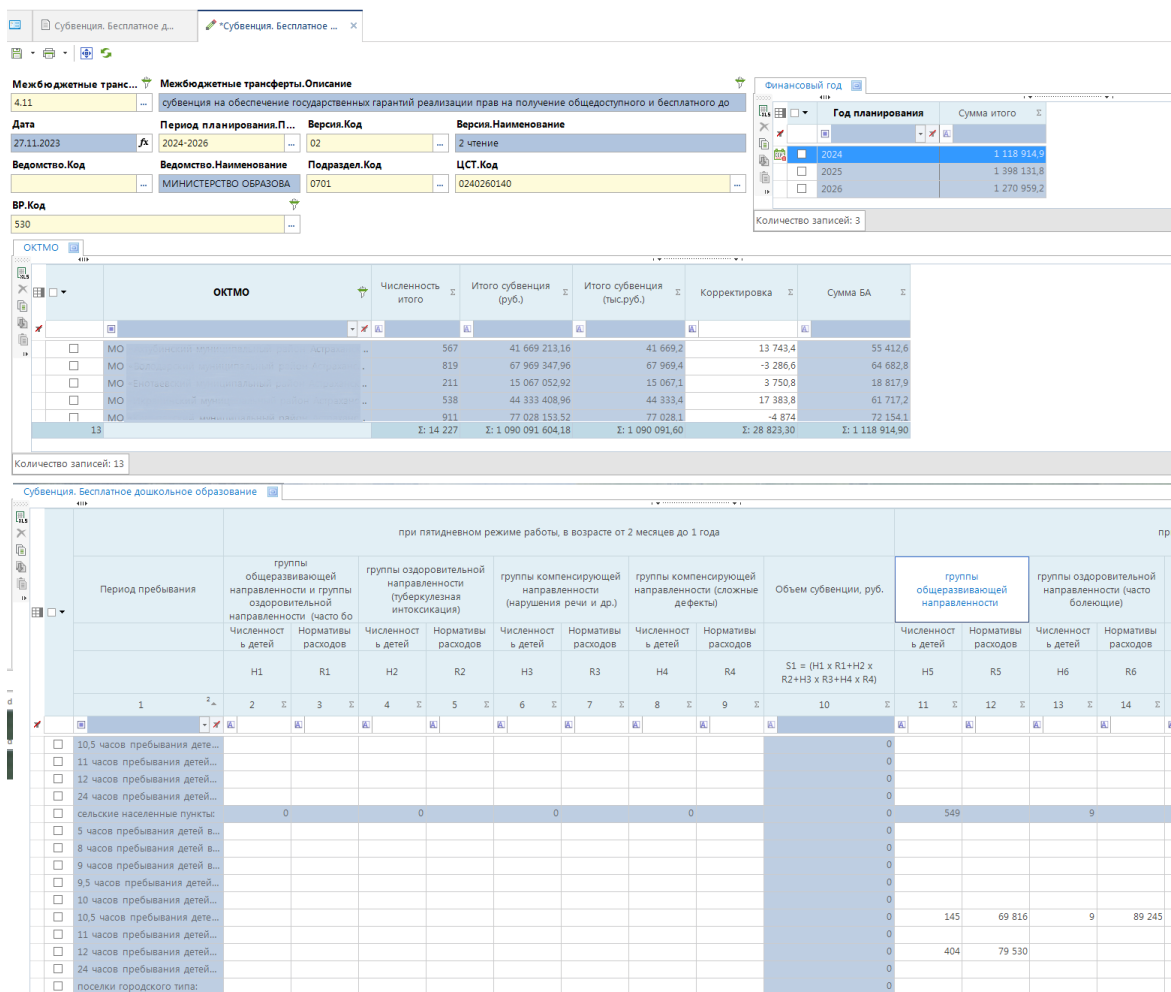 Субвенция. Бесплатное д...
*Субвенция. Бесплатное ...
Межбюджетные транс...
Межбюджетные трансферты.Описание
4.11
субвенция на обеспечение государственных гарантий реализации прав на получение общедоступного и бесплатного до
Дата
Период планирования.П...
Версия.Код
Версия.Наименование
27.11.2023
2024-2026
02
2 чтение
Ведомство.Код
Ведомство.Наименование
Подраздел.Код
ЦСТ.Код
МИНИСТЕРСТВО ОБРАЗОВА
0701
0240260140
ВР.Код
530
Финансовый год
Год планирования Сумма итого
2024 1 118 914,9
2025 1 398 131,8
2026 1 270 959,2
Количество записей: 3
ОКТМО
ОКТМО
Численность итого
Итого субвенция (руб.)
Итого субвенция (тыс.руб.)
Корректировка
Сумма БА
МО 567 41 669 213,16 41 669,2 13 743,4 55 412,6
МО 819 67 969 347,96 67 969,4 -3 286,6 64 682,8
МО 211 15 067 052,92 15 067,1 3 750,8 18 817,9
МО 538 44 333 408,96 44 333,4 17 383,8 61 717,2
МО 911 77 028 153,52 77 028,1 -4 874 72 154,1
13 Σ: 14 227 Σ: 1 090 091 604,18 Σ: 1 090 091,60 Σ: 28 823,30 Σ: 1 118 914,90
Количество записей: 13
Субвенция. Бесплатное дошкольное образование
при пятидневном режиме работы, в возрасте от 2 месяцев до 1 года
пр
Период пребывания
группы
общеразвивающей
направленности и группы
оздоровительной
направленности (часто бо
группы оздоровительной
направленности
(туберкулезная
интоксикация)
группы компенсирующей
направленности
(нарушения речи и др.)
группы компенсирующей
направленности (сложные
дефекты)
Объем субвенции, руб.
группы
общеразвивающей
направленности
группы оздоровительной
направленности (часто
болеющие)
Численност
ь детей
Нормативы
расходов
Численност
ь детей
Нормативы
расходов
Численност
ь детей
Нормативы
расходов
Численност
ь детей
Нормативы
расходов
Численност
ь детей
Нормативы
расходов
Численност
ь детей
Нормативы
расходов
H1 R1 H2 R2 H3 R3 H4 R4
S1 = (H1 x R1+H2 x
R2+H3 x R3+H4 x R4)
H5 R5 H6 R6
1 2 3 4 5 6 7 8 9 10 11 12 13 14
10,5 часов пребывания дете... 0
11 часов пребывания детей... 0
12 часов пребывания детей... 0
24 часов пребывания детей... 0
сельские населенные пункты: 0 0 0 0 0 549 9
5 часов пребывания детей в... 0
8 часов пребывания детей в... 0
9 часов пребывания детей в... 0
9,5 часов пребывания детей... 0
10 часов пребывания детей... 0
10,5 часов пребывания дете... 0 145 69 816 9 89 245
11 часов пребывания детей... 0
12 часов пребывания детей... 0 404 79 530
24 часов пребывания детей... 0
поселки городского типа: 0